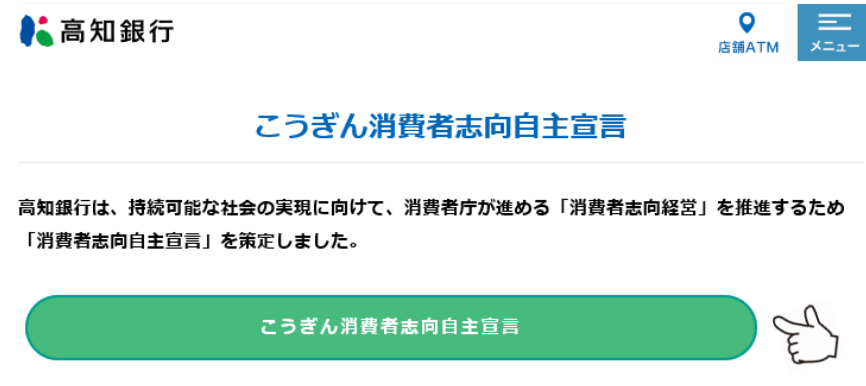 高知銀行
店舗ATM
メニュー
こうぎん消費者志向自主宣言
高知銀行は、持続可能な社会の実現に向けて、消費者庁が進める「消費者志向経営」を推進するため
「消費者志向自主宣言」を策定しました。
こうぎん消費者志向自主宣言